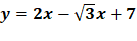 y = 2x − √3x + 7